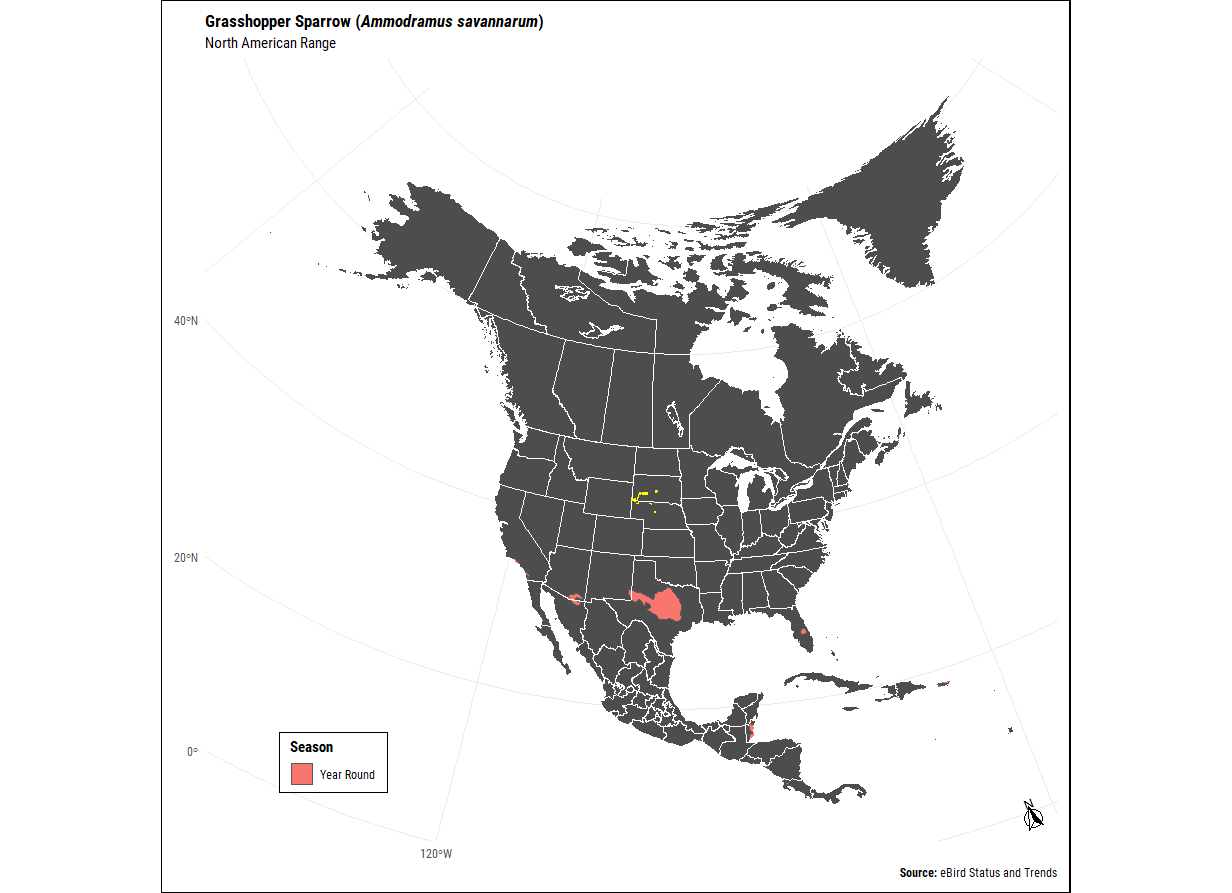 Grasshopper Sparrow (Ammodramus savannarum)
North American Range
40°N
20°N
0°
120°W
Season
Year Round
N
Source: eBird Status and Trends